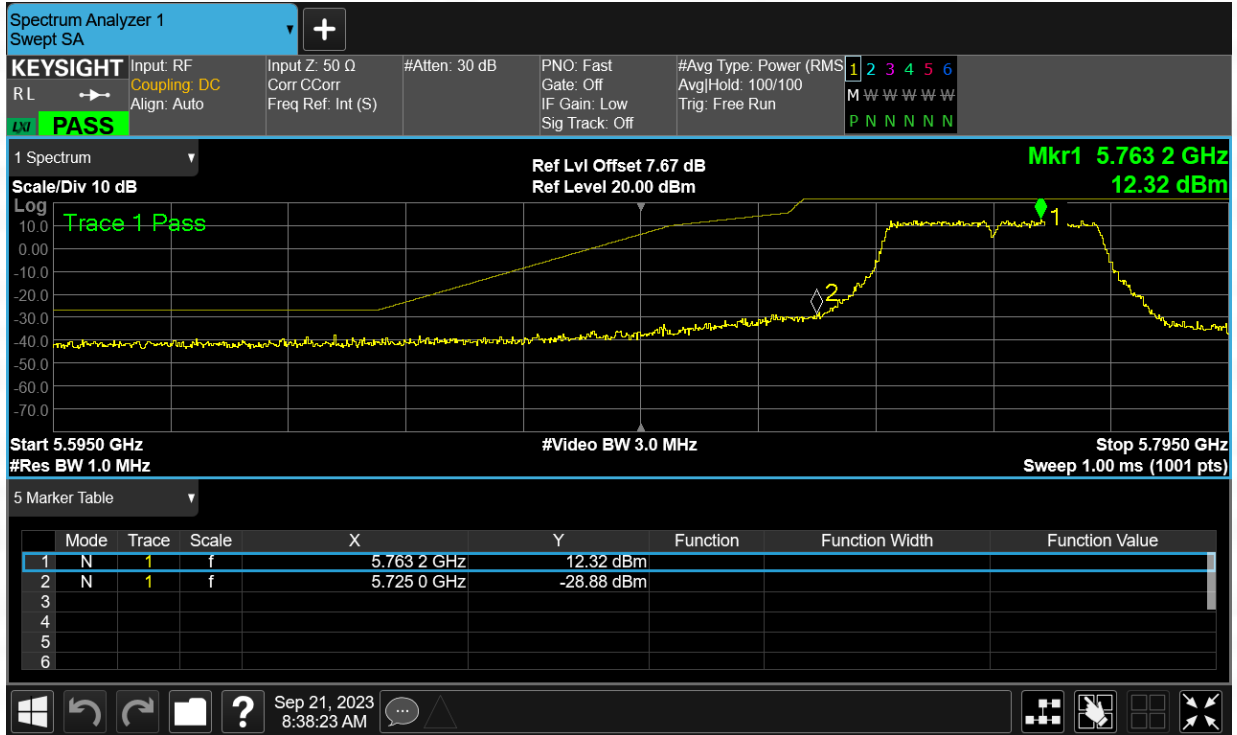 Spectrum Analyzer 1
Swept SA
KEYSIGHT Input: RF Input Z: 50 Ω #Atten: 30 dB PNO: Fast #Avg Type: Power (RMS 1 2 3 4 5 6
R L Coupling: DC Corr CCorr Gate: Off Avg|Hold: 100/100 M W W W W W
Align: Auto Freq Ref: Int (S) IF Gain: Low Trig: Free Run
LXI PASS Sig Track: Off P N N N N N
1 Spectrum Ref Lvl Offset 7.67 dB Mkr1 5.763 2 GHz
Scale/Div 10 dB Ref Level 20.00 dBm 12.32 dBm
Log
Trace 1 Pass
10.0
0.00
-10.0
-20.0
-30.0
-40.0
-50.0
-60.0
-70.0
1
2
Start 5.5950 GHz #Video BW 3.0 MHz Stop 5.7950 GHz
#Res BW 1.0 MHz Sweep 1.00 ms (1001 pts)
5 Marker Table
Mode Trace Scale X Y Function Function Width Function Value
1 N 1 f 5.763 2 GHz 12.32 dBm
2 N 1 f 5.725 0 GHz -28.88 dBm
3
4
5
6
? Sep 21, 2023
8:38:23 AM